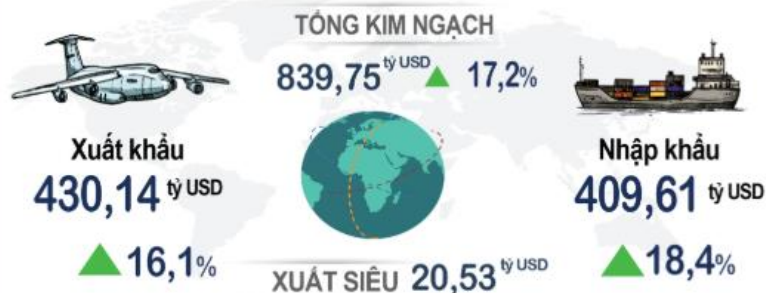 TỔNG KIM NGẠCH
839,75 tỷ USD ▲ 17,2%
Xuất khẩu
430,14 tỷ USD
▲ 16,1%
Nhập khẩu
409,61 tỷ USD
▲ 18,4%
XUẤT SIÊU 20,53 tỷ USD